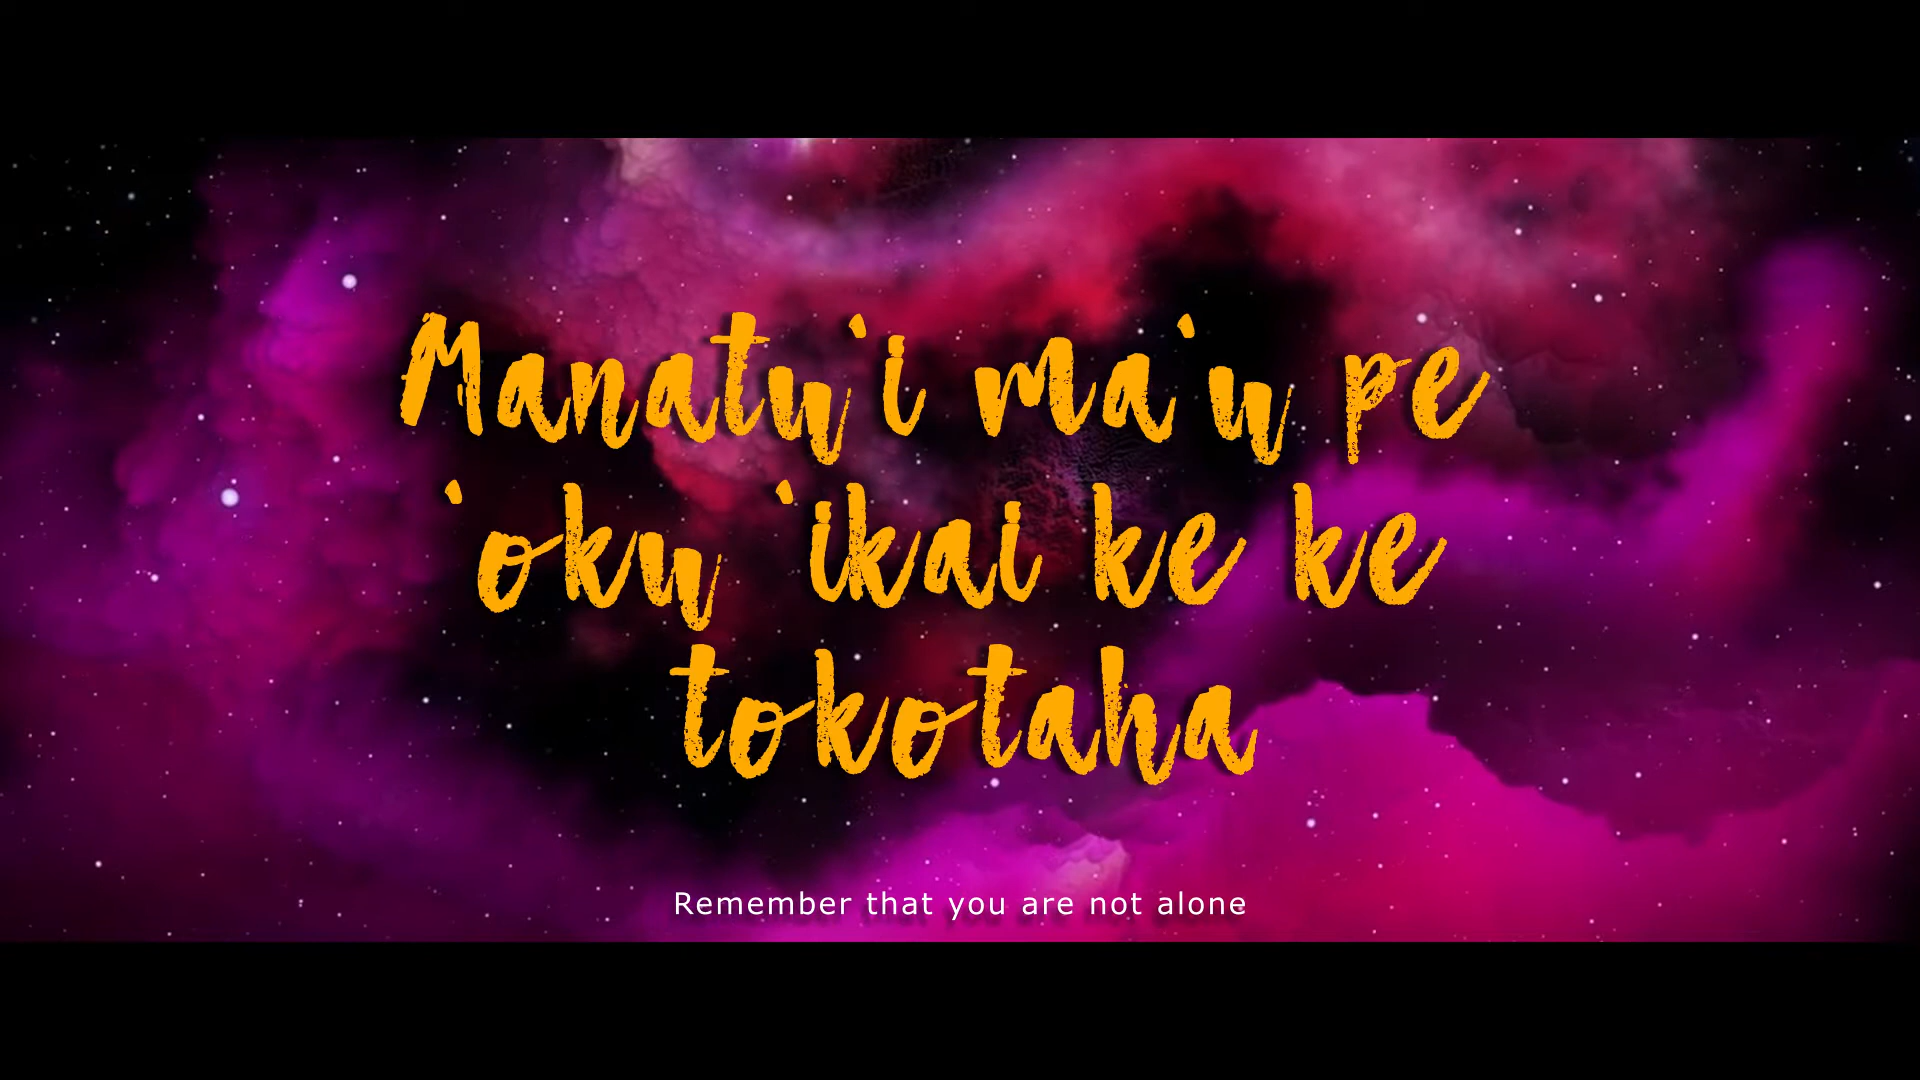 Manatu'i ma'u pe
'oku 'ikai ke ke
tokotaha
Remember that you are not alone